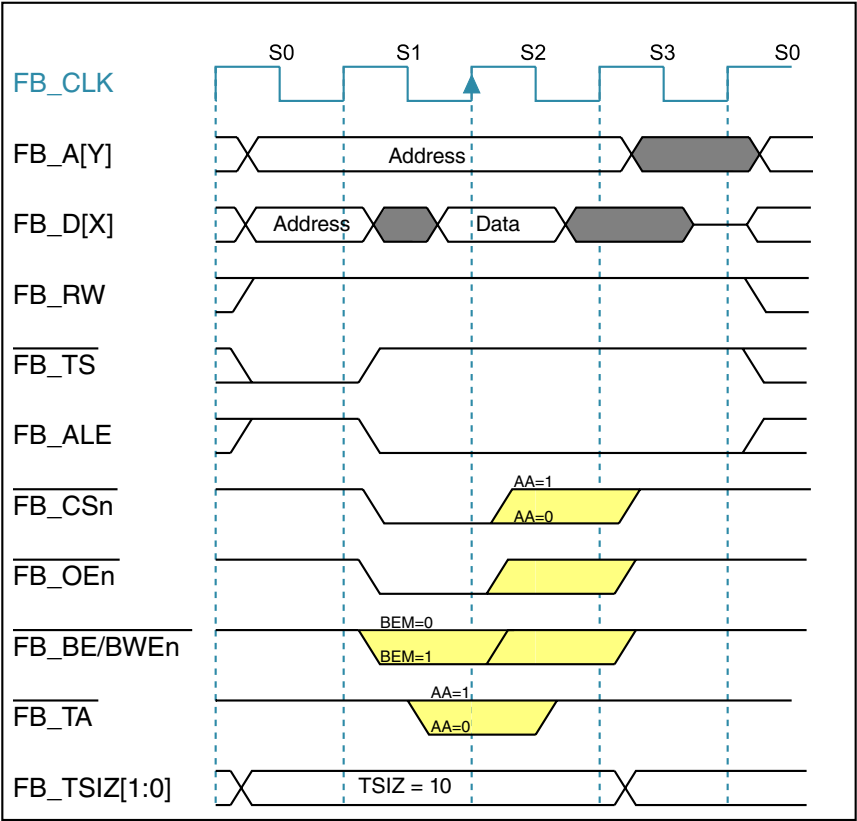 S0 S1 S2 S3 S0
FB_CLK
FB_A[Y] Address
FB_D[X] Address Data
FB_RW
FB_TS
FB_ALE
AA=1
FB_CSn
AA=0
FB_OEn
BEM=0
FB_BE/BWEn
BEM=1
AA=1
FB_TA
AA=0
FB_TSIZ[1:0] TSIZ = 10